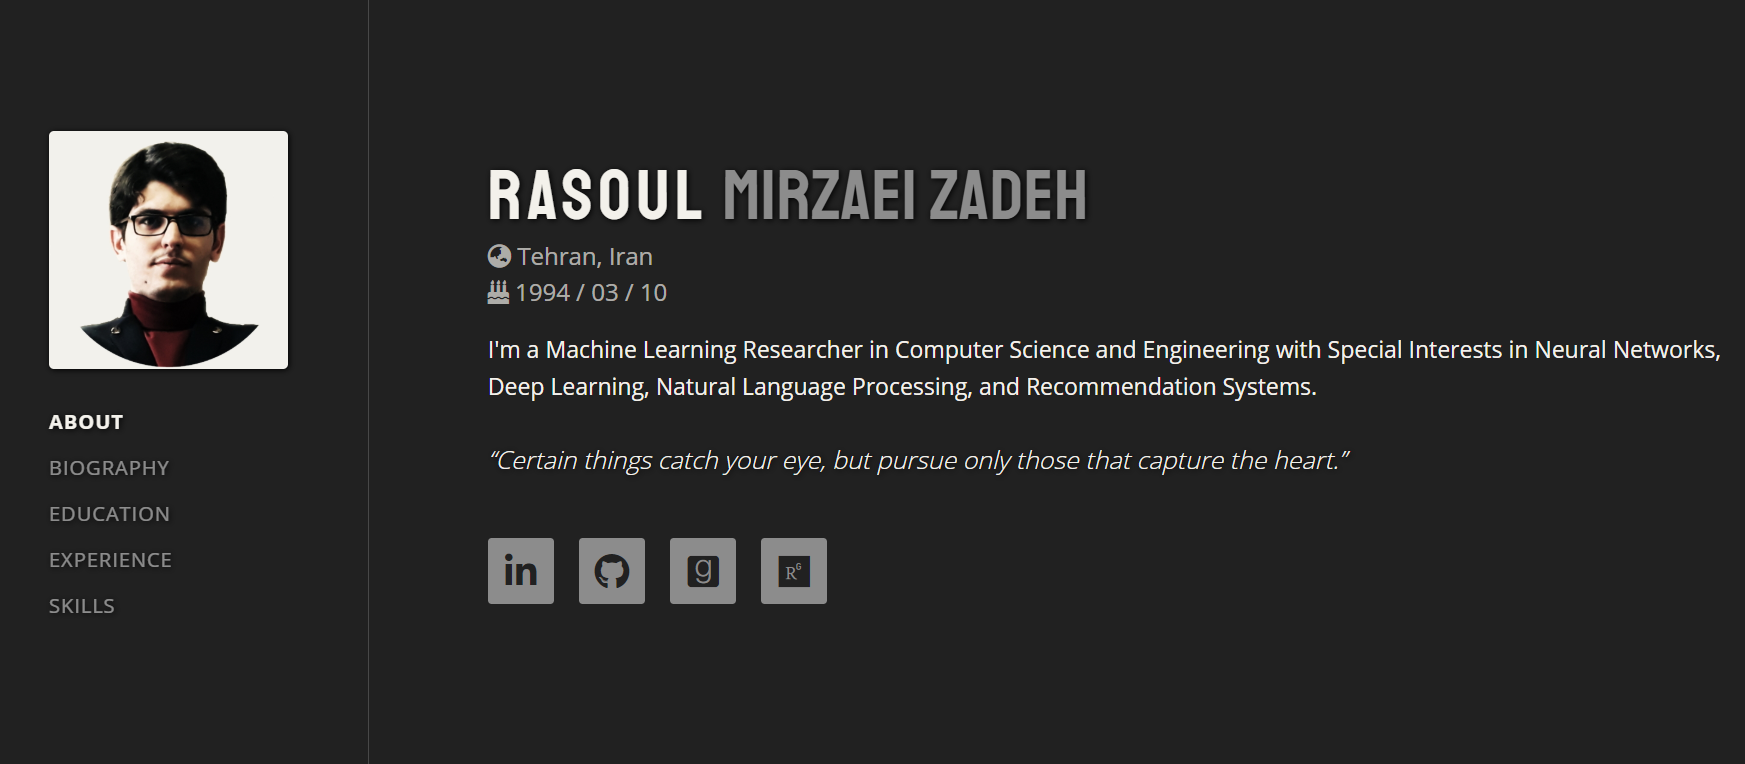 ABOUT
BIOGRAPHY
EDUCATION
EXPERIENCE
SKILLS
RASOUL MIRZAEI ZADEH
Tehran, Iran
1994 / 03 / 10
I'm a Machine Learning Researcher in Computer Science and Engineering with Special Interests in Neural Networks,
Deep Learning, Natural Language Processing, and Recommendation Systems.
“Certain things catch your eye, but pursue only those that capture the heart.”
in g RG